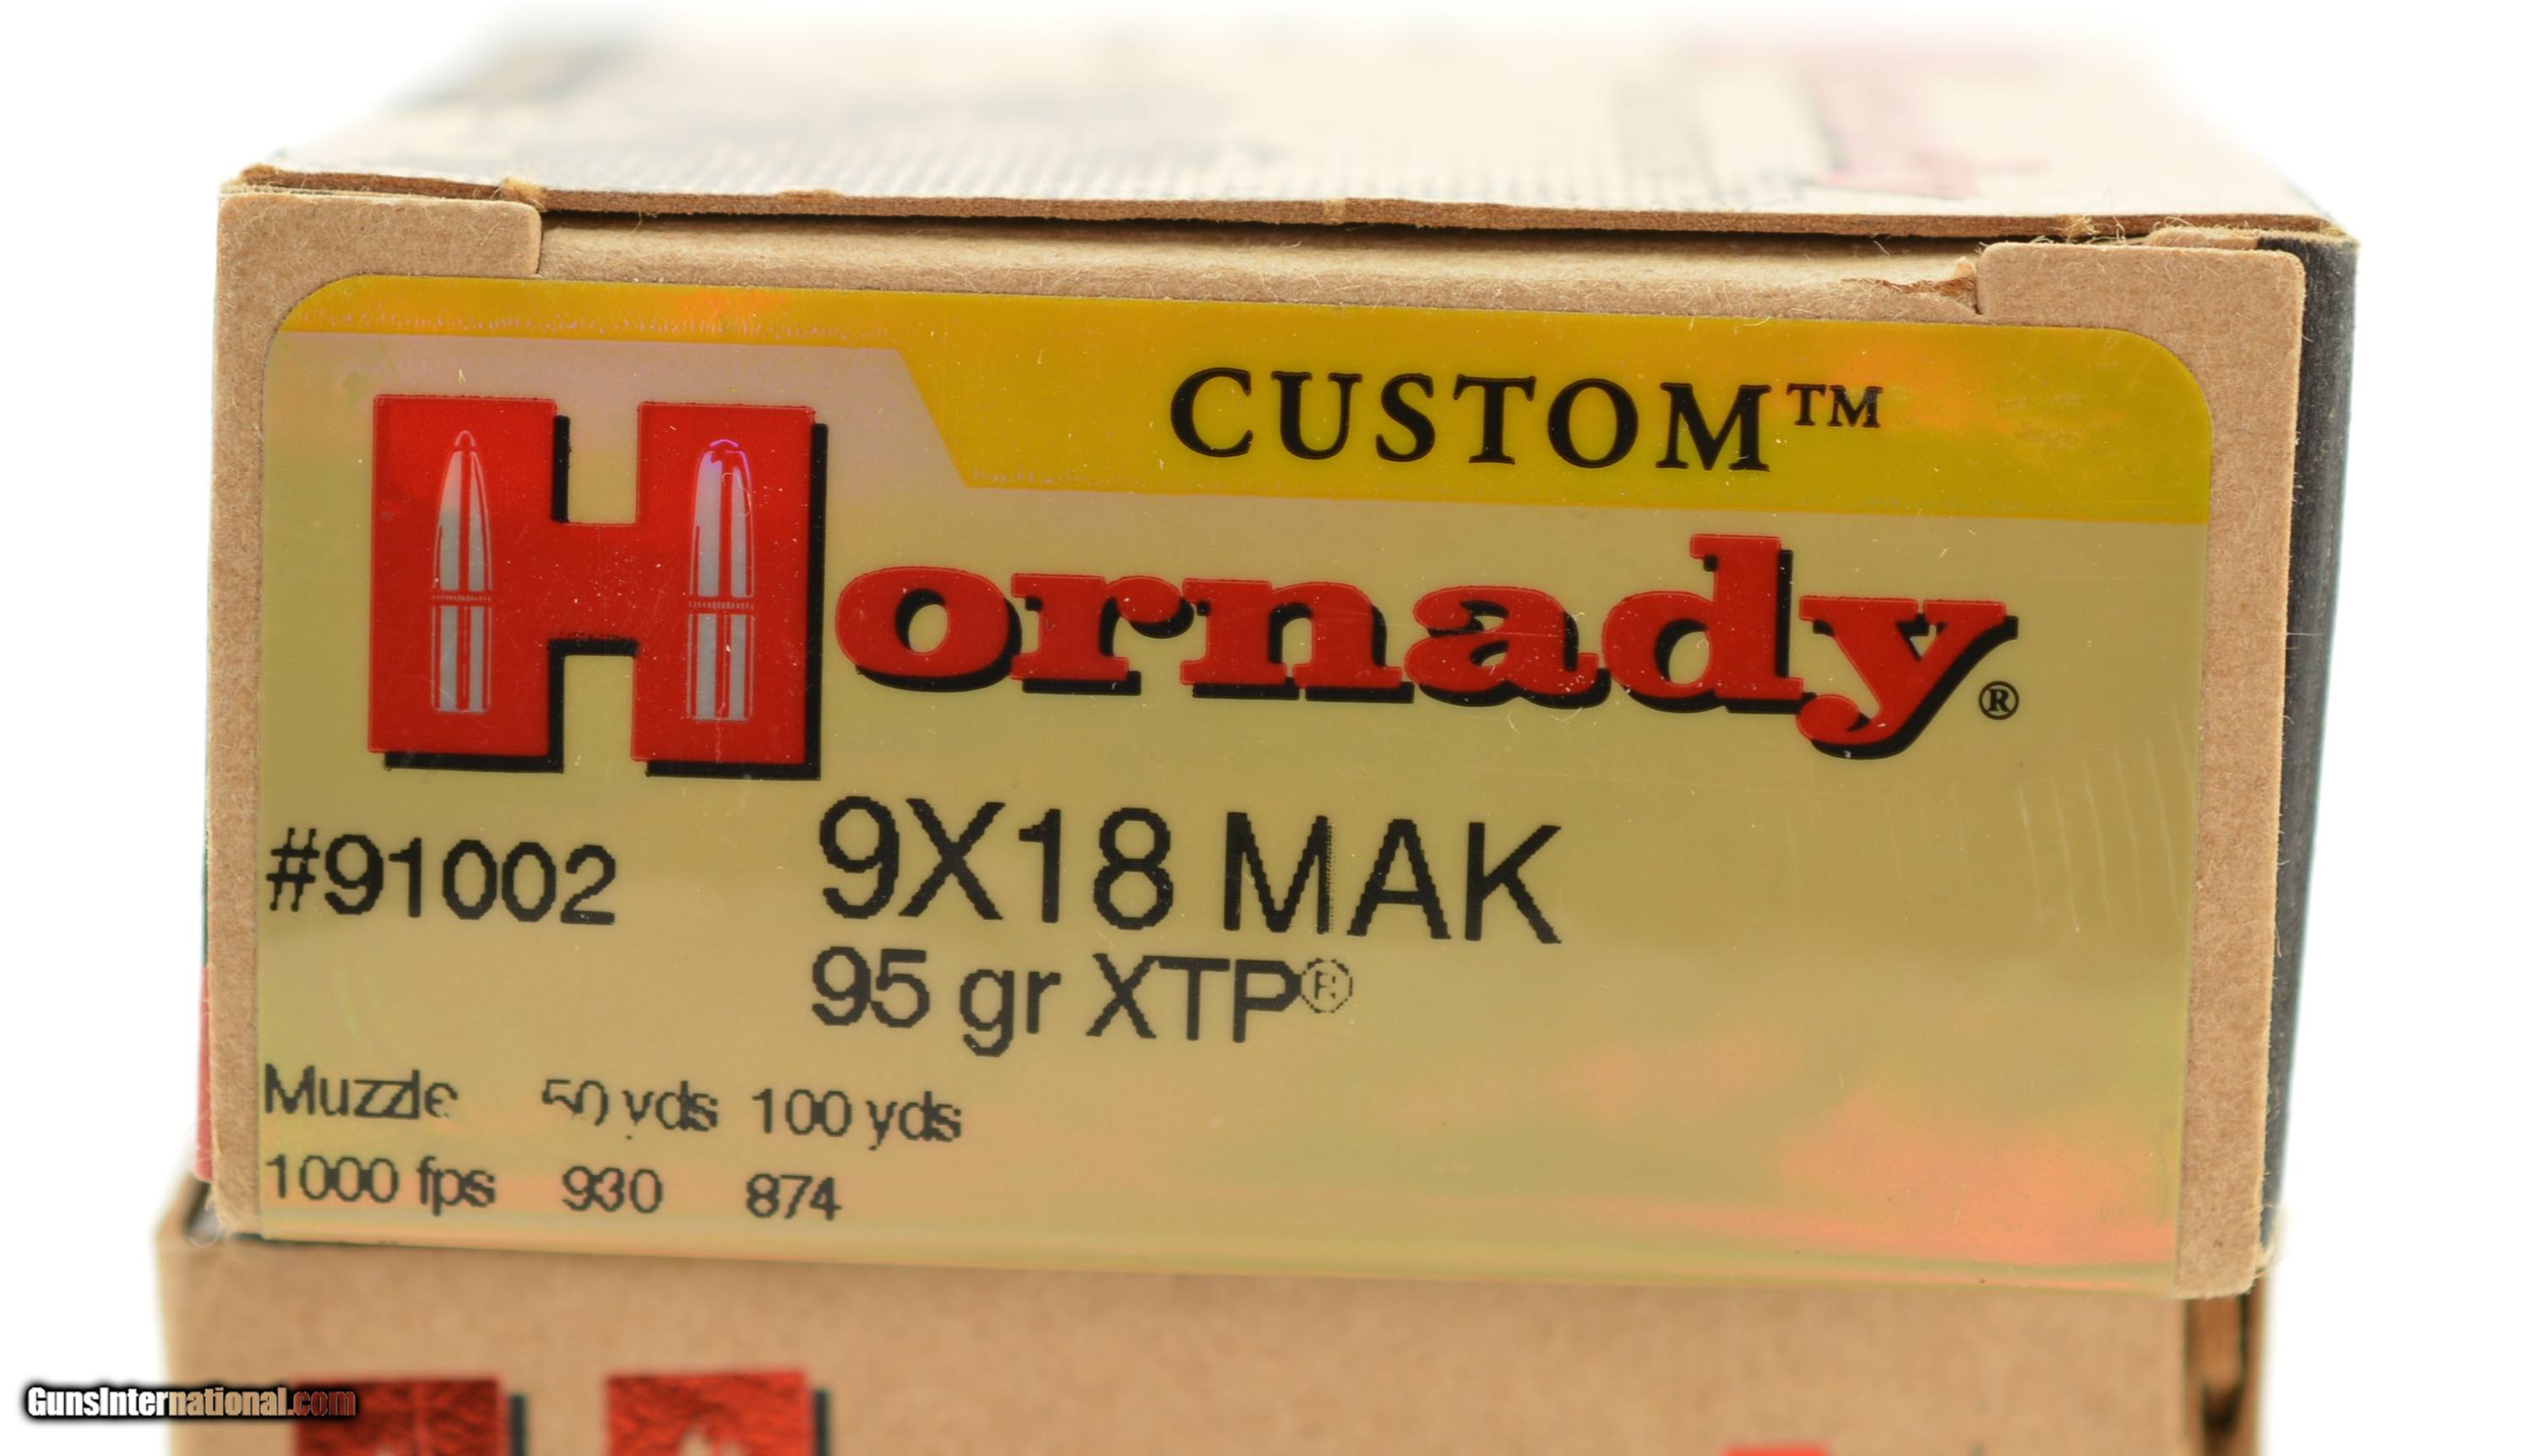 CUSTOM™
Hornady®
#91002 9X18 MAK
95 gr XTP®
Muzzle 50 yds 100 yds
1000 fps 930 874
GunsInternational.com